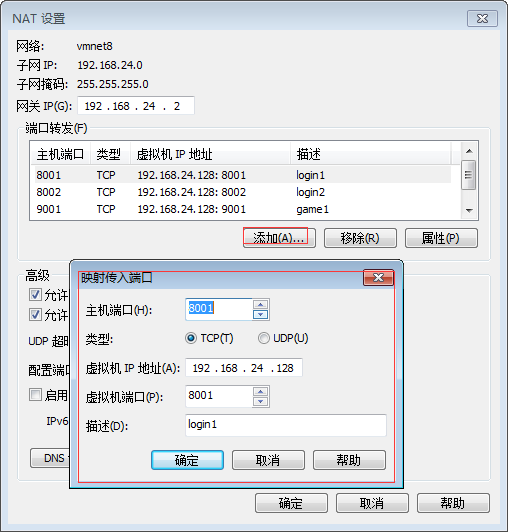 NAT 设置
网络: vmnet8
子网 IP: 192.168.24.0
子网掩码: 255.255.255.0
网关 IP(G): 192 . 168 . 24 . 2
端口转发(F)
主机端口 类型 虚拟机 IP 地址 描述
8001 TCP 192.168.24.128: 8001 login1
8002 TCP 192.168.24.128: 8002 login2
9001 TCP 192.168.24.128: 9001 game1
添加(A)... 移除(R) 属性(P)
高级
允许
允许
UDP 超时
配置端口
启用
IPv6
DNS
映射传入端口
主机端口(H): 8001
类型: TCP(T) UDP(U)
虚拟机 IP 地址(A): 192 . 168 . 24 . 128
虚拟机端口(P): 8001
描述(D): login1
确定 取消 帮助
确定 取消 帮助